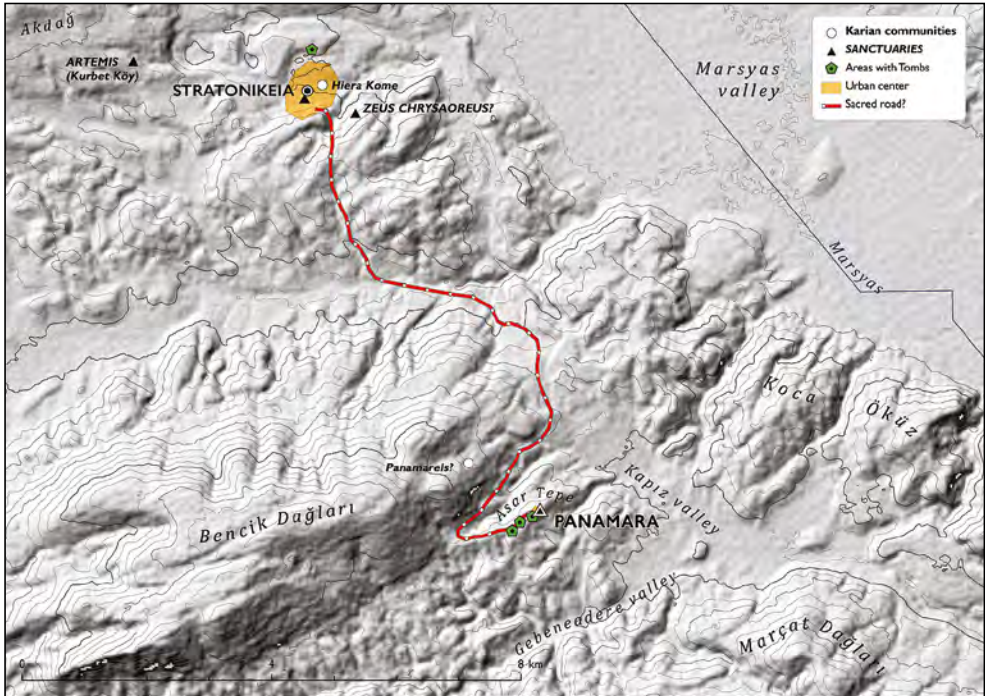 Akdağ
ARTEMIS
(Kurbet Köy)
STRATONIKEIA
Hiera Kome
ZEUS CHRYSAOREUS?
Marsyas
valley
Karian communities
SANCTUARIES
Areas with Tombs
Urban center
Sacred road?
Marsyas
Koca
Öküz
Panamareis?
Asar Tepe
PANAMARA
Kapız valley
Bencik Dağları
Gebeneadere valley
Marçat Dağları
0
4
8 km